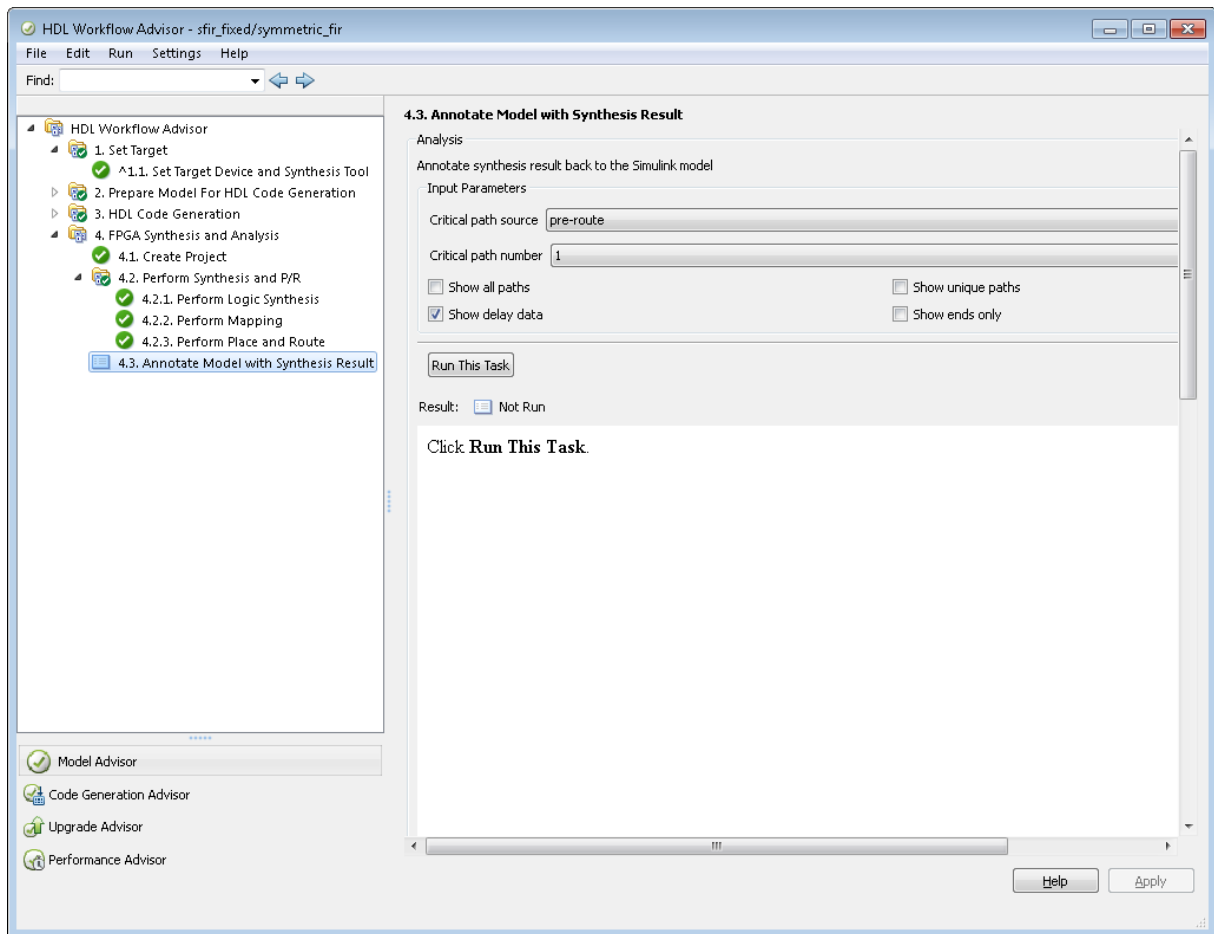 HDL Workflow Advisor - sfir_fixed/symmetric_fir
File Edit Run Settings Help
Find:
HDL Workflow Advisor
1. Set Target
^1.1. Set Target Device and Synthesis Tool
2. Prepare Model For HDL Code Generation
3. HDL Code Generation
4. FPGA Synthesis and Analysis
4.1. Create Project
4.2. Perform Synthesis and P/R
4.2.1. Perform Logic Synthesis
4.2.2. Perform Mapping
4.2.3. Perform Place and Route
4.3. Annotate Model with Synthesis Result
Model Advisor
Code Generation Advisor
Upgrade Advisor
Performance Advisor
4.3. Annotate Model with Synthesis Result
Analysis
Annotate synthesis result back to the Simulink model
Input Parameters
Critical path source pre-route
Critical path number 1
Show all paths Show unique paths
Show delay data Show ends only
Run This Task
Result: Not Run
Click Run This Task.
Help Apply